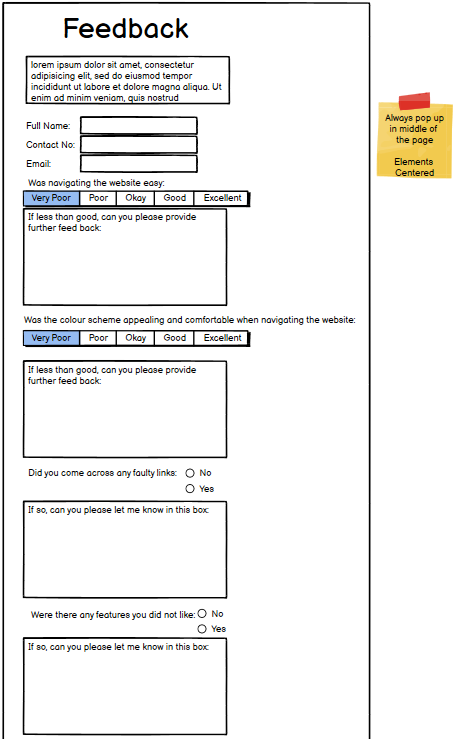 Feedback
lorem ipsum dolor sit amet, consectetur
adipisicing elit, sed do eiusmod tempor
incididunt ut labore et dolore magna aliqua. Ut
enim ad minim veniam, quis nostrud
Always pop up
in middle of
the page
Elements
Centered
Full Name:
Contact No:
Email:
Was navigating the website easy:
Very Poor Poor Okay Good Excellent
If less than good, can you please provide
further feed back:
Was the colour scheme appealing and comfortable when navigating the website:
Very Poor Poor Okay Good Excellent
If less than good, can you please provide
further feed back:
Did you come across any faulty links: No
Yes
If so, can you please let me know in this box:
Were there any features you did not like: No
Yes
If so, can you please let me know in this box: